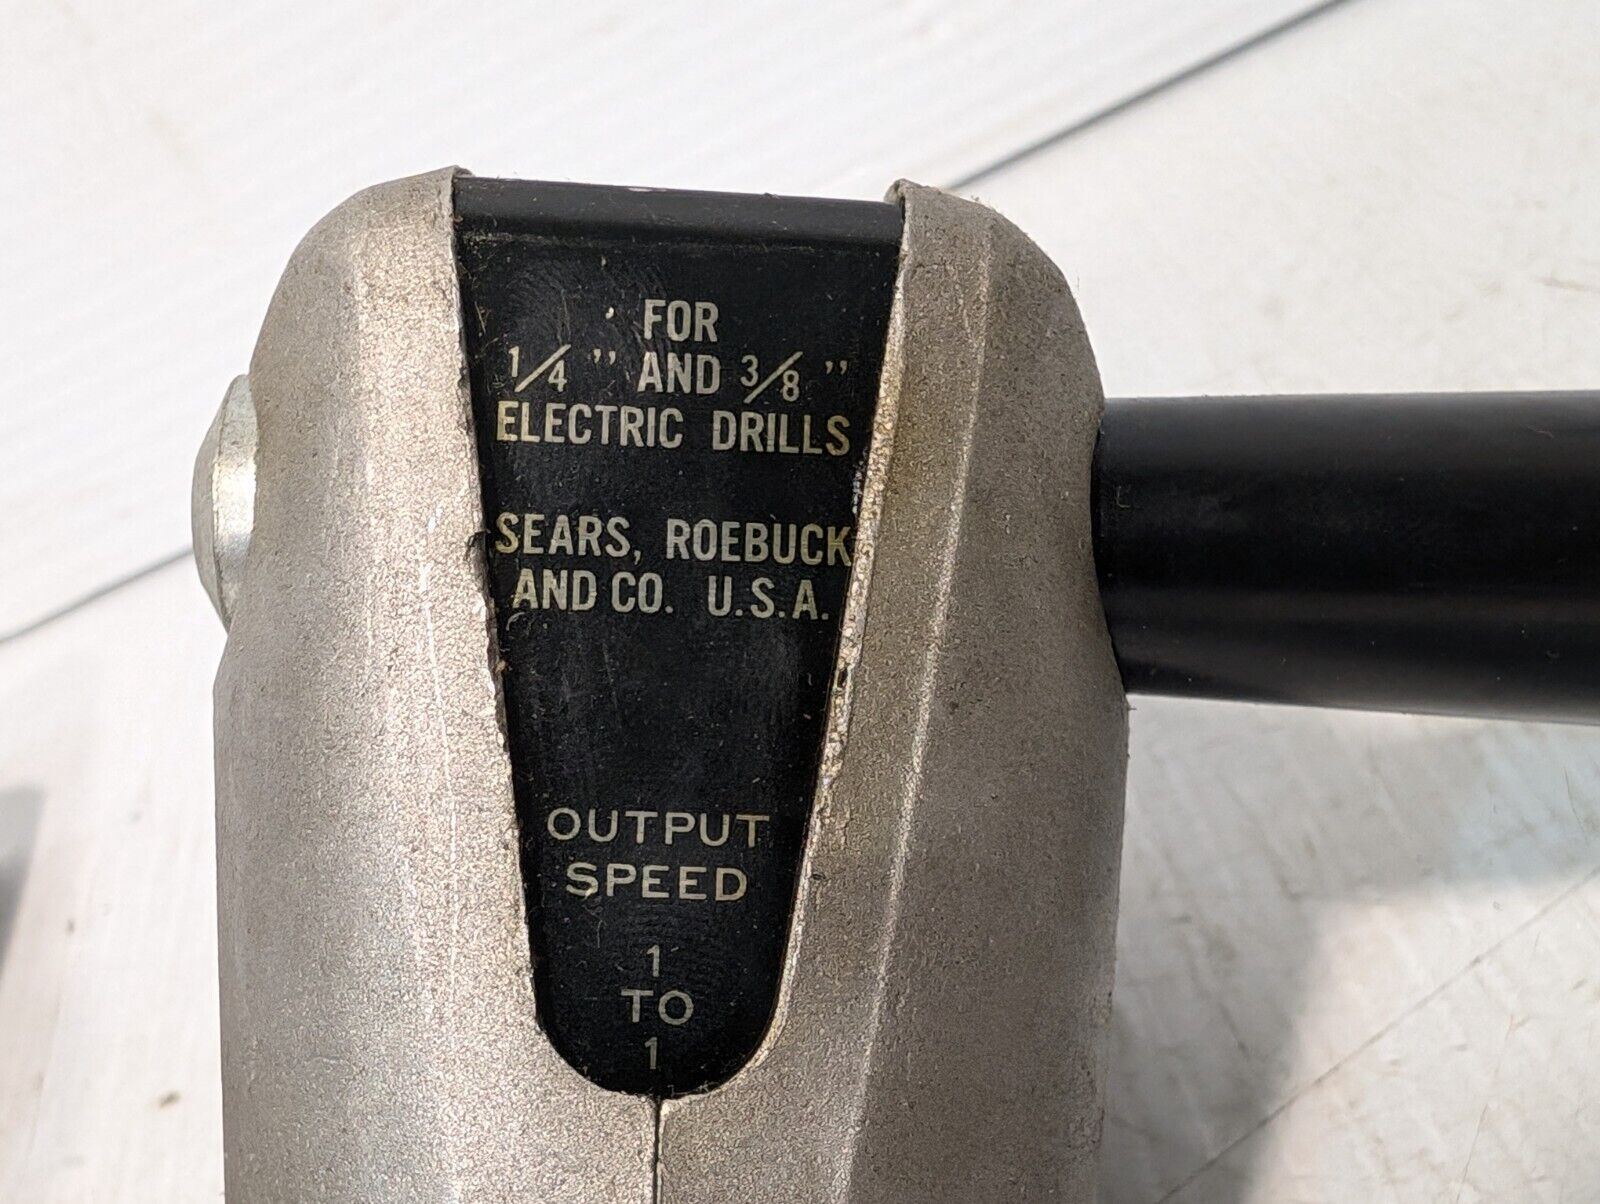 FOR
1/4 " AND 3/8 "
ELECTRIC DRILLS
SEARS, ROEBUCK
AND CO. U.S.A.
OUTPUT
SPEED
1
TO
1